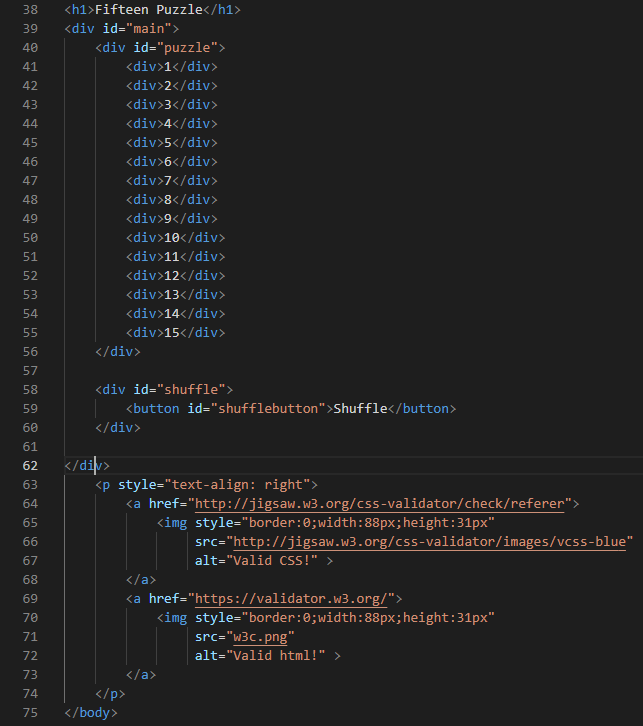 38 <h1>Fifteen Puzzle</h1>
39 <div id="main">
40     <div id="puzzle">
41         <div>1</div>
42         <div>2</div>
43         <div>3</div>
44         <div>4</div>
45         <div>5</div>
46         <div>6</div>
47         <div>7</div>
48         <div>8</div>
49         <div>9</div>
50         <div>10</div>
51         <div>11</div>
52         <div>12</div>
53         <div>13</div>
54         <div>14</div>
55         <div>15</div>
56     </div>
57
58     <div id="shuffle">
59         <button id="shufflebutton">Shuffle</button>
60     </div>
61
62 </div>
63     <p style="text-align: right">
64         <a href="http://jigsaw.w3.org/css-validator/check/referer">
65             <img style="border:0;width:88px;height:31px"
66                  src="http://jigsaw.w3.org/css-validator/images/vcss-blue"
67                  alt="Valid CSS!" >
68         </a>
69         <a href="https://validator.w3.org/">
70             <img style="border:0;width:88px;height:31px"
71                  src="w3c.png"
72                  alt="Valid html!" >
73         </a>
74     </p>
75 </body>